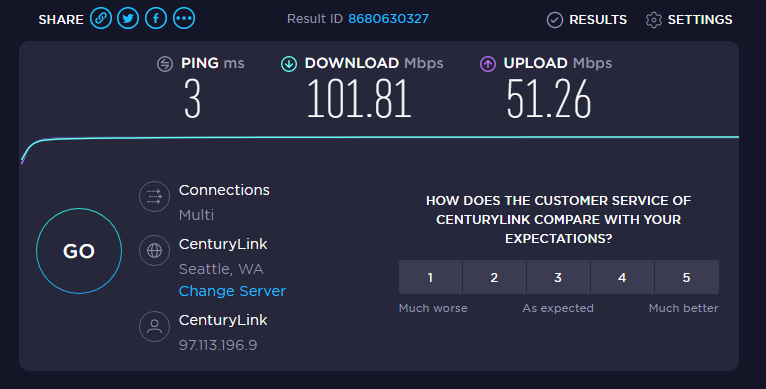 SHARE
Result ID 8680630327
RESULTS
SETTINGS
PING ms
3
DOWNLOAD Mbps
101.81
UPLOAD Mbps
51.26
GO
Connections
Multi
CenturyLink
Seattle, WA
Change Server
CenturyLink
97.113.196.9
HOW DOES THE CUSTOMER SERVICE OF
CENTURYLINK COMPARE WITH YOUR
EXPECTATIONS?
1 2 3 4 5
Much worse As expected Much better